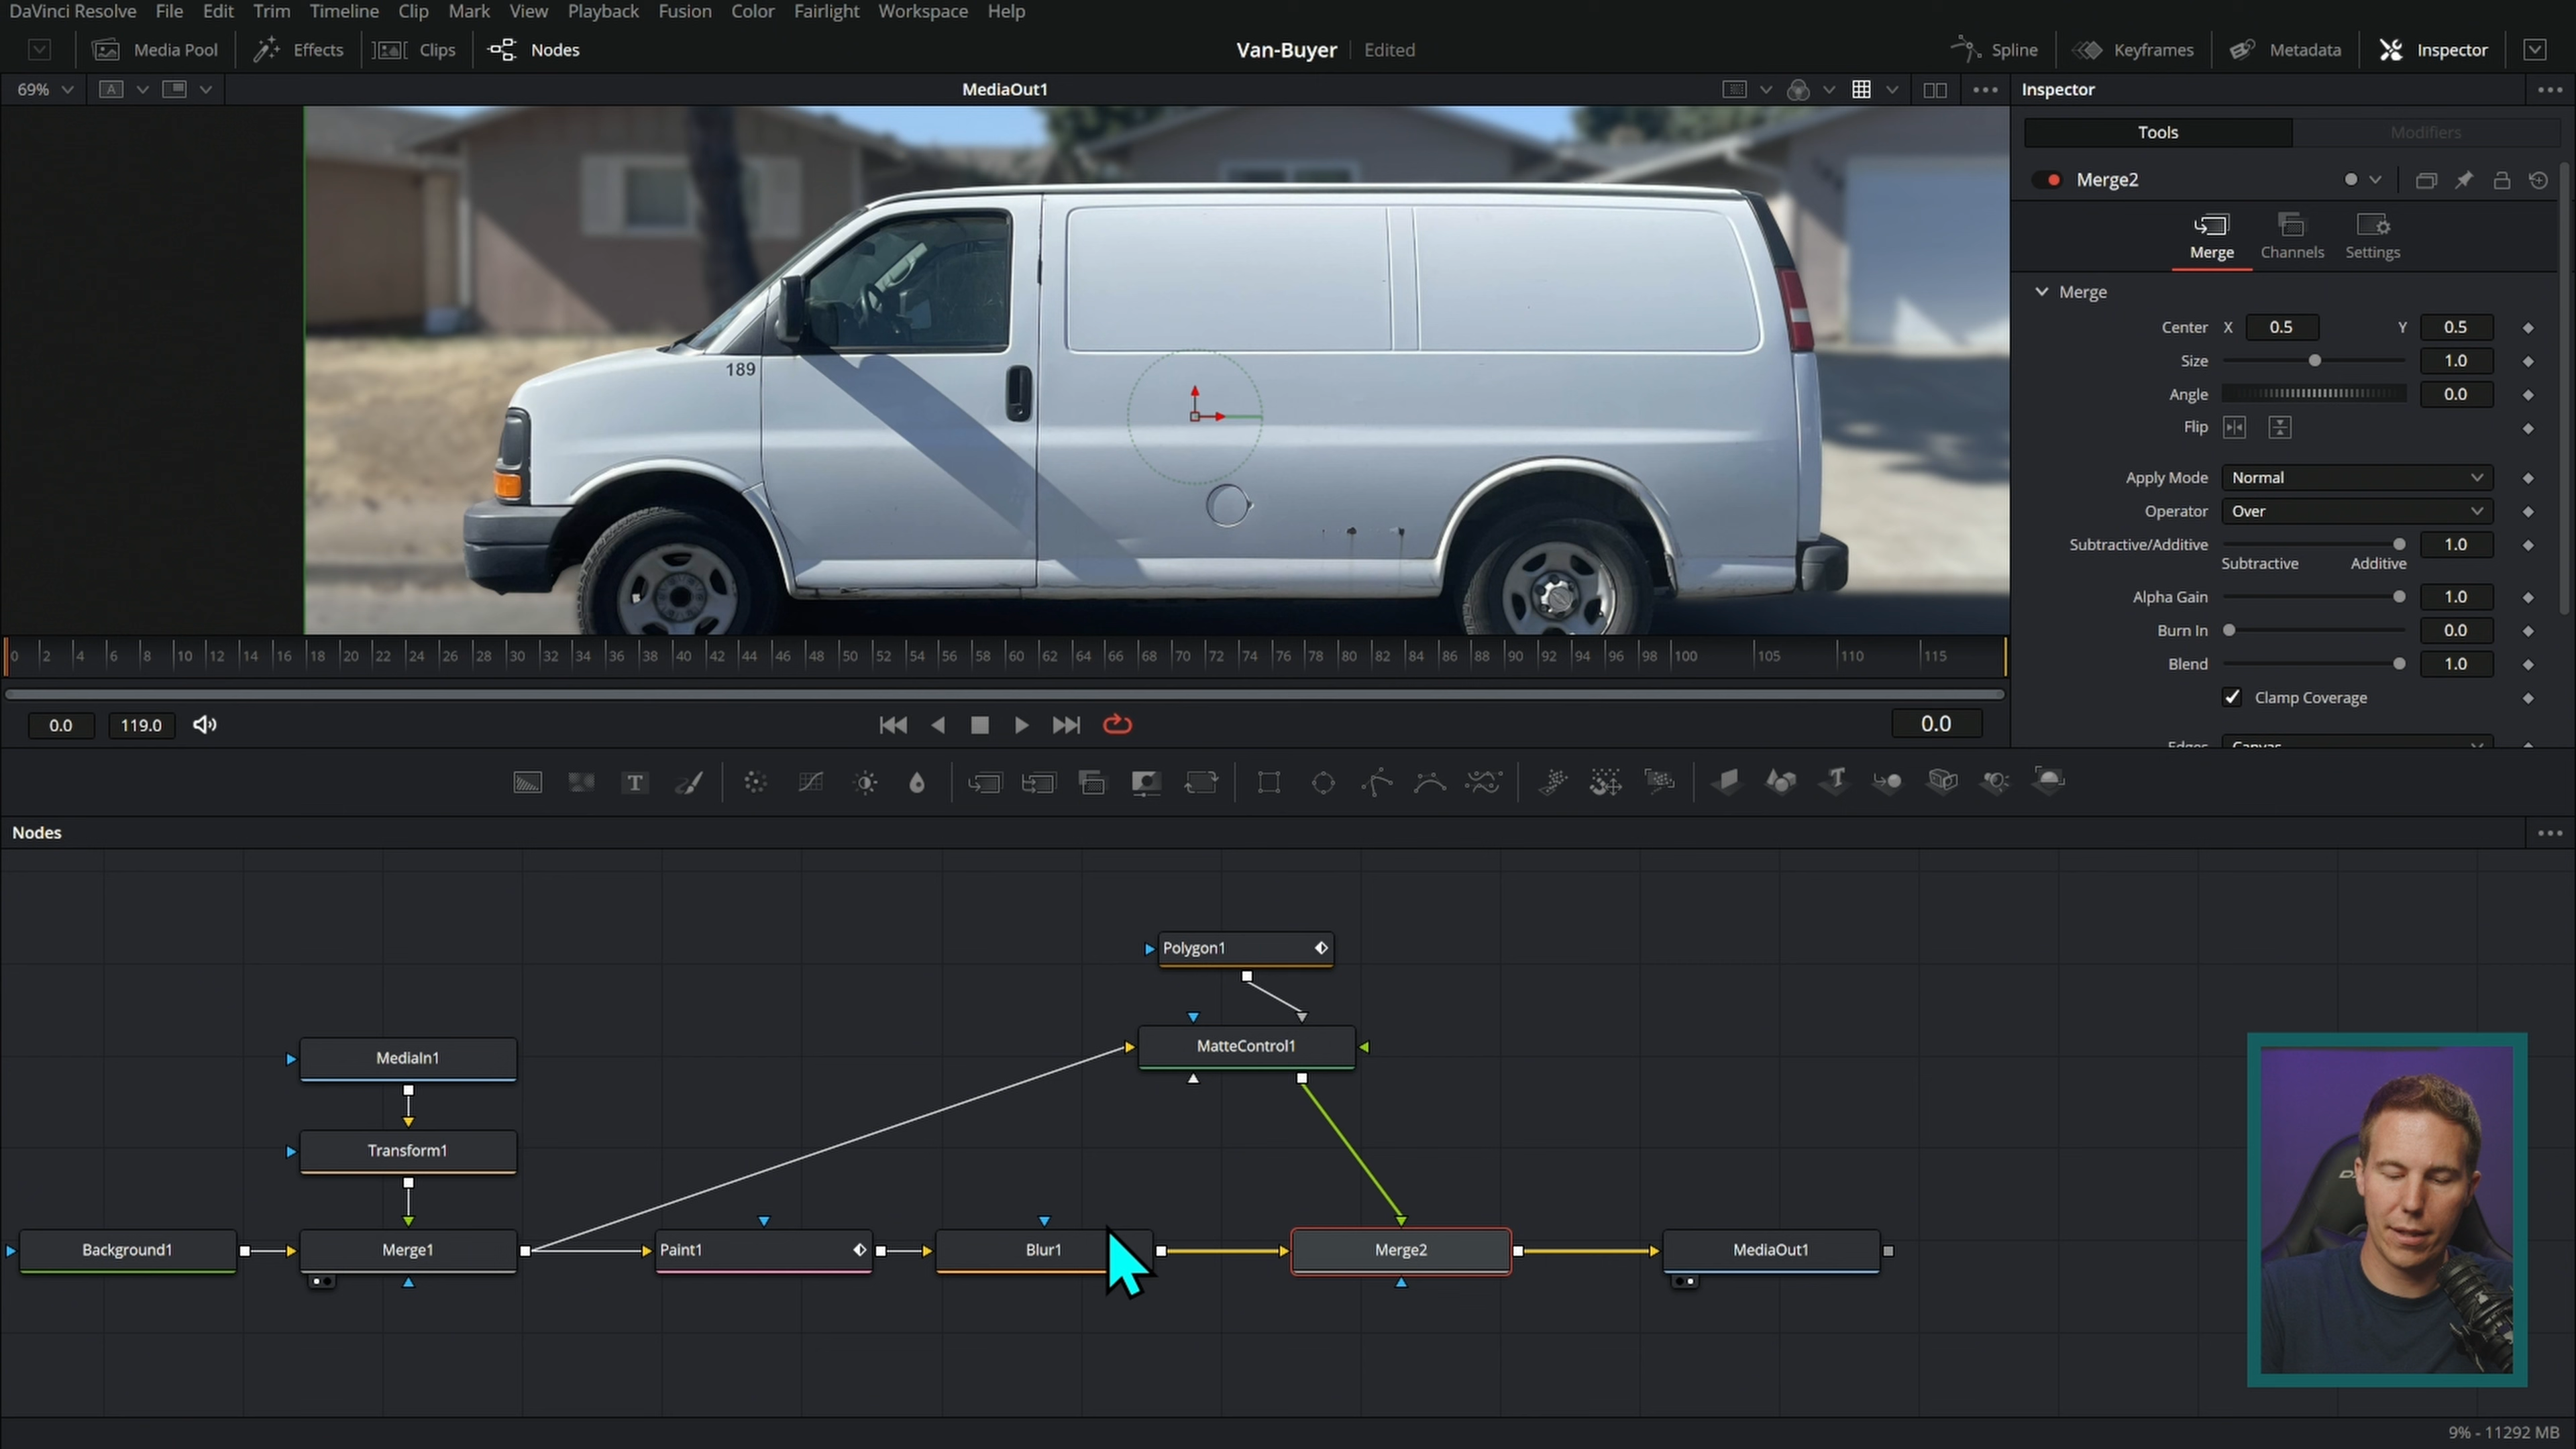 DaVinci Resolve File Edit Trim Timeline Clip Mark View Playback Fusion Color Fairlight Workspace Help
Media Pool Effects Clips Nodes Van-Buyer Edited Spline Keyframes Metadata Inspector
69% A MediaOut1 Inspector
Tools Modifiers
Merge2
Merge Channels Settings
Merge
Center X 0.5 Y 0.5
Size 1.0
189
Angle 0.0
Flip
Apply Mode Normal
Operator Over
Subtractive/Additive 1.0
Subtractive Additive
Alpha Gain 1.0
Burn In 0.0
0 2 4 6 8 10 12 14 16 18 20 22 24 26 28 30 32 34 36 38 40 42 44 46 48 50 52 54 56 58 60 62 64 66 68 70 72 74 76 78 80 82 84 86 88 90 92 94 96 98 100 105 110 115
Blend 1.0
Clamp Coverage
0.0 119.0 0.0
Edges Canvas
T
Nodes
Polygon1
MatteControl1
MediaIn1
Transform1
Background1 Merge1 Paint1 Blur1 Merge2 MediaOut1
9% - 11292 MB